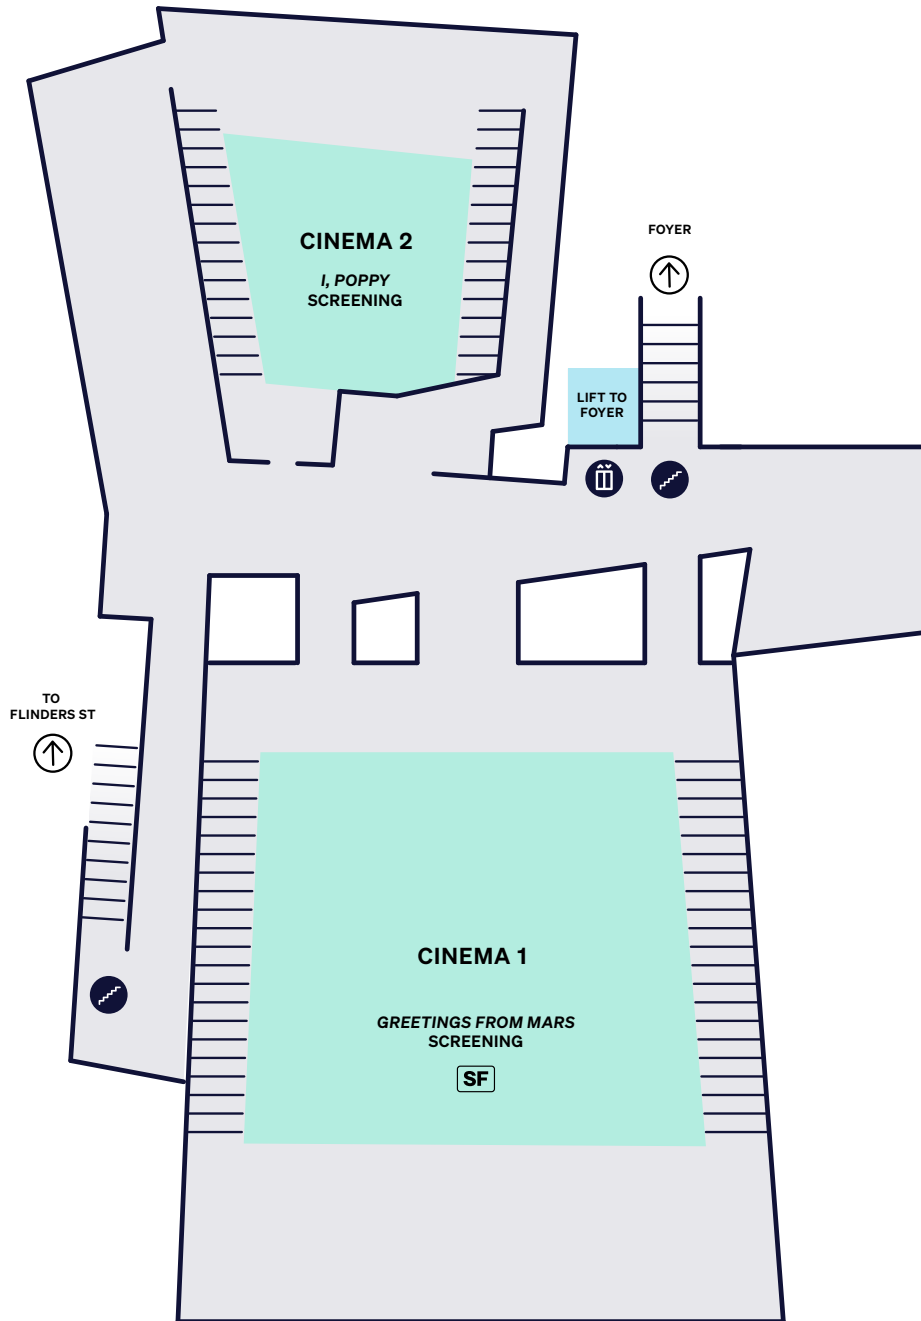 CINEMA 2
I, POPPY
SCREENING
FOYER
LIFT TO
FOYER
TO
FLINDERS ST
CINEMA 1
GREETINGS FROM MARS
SCREENING
SF